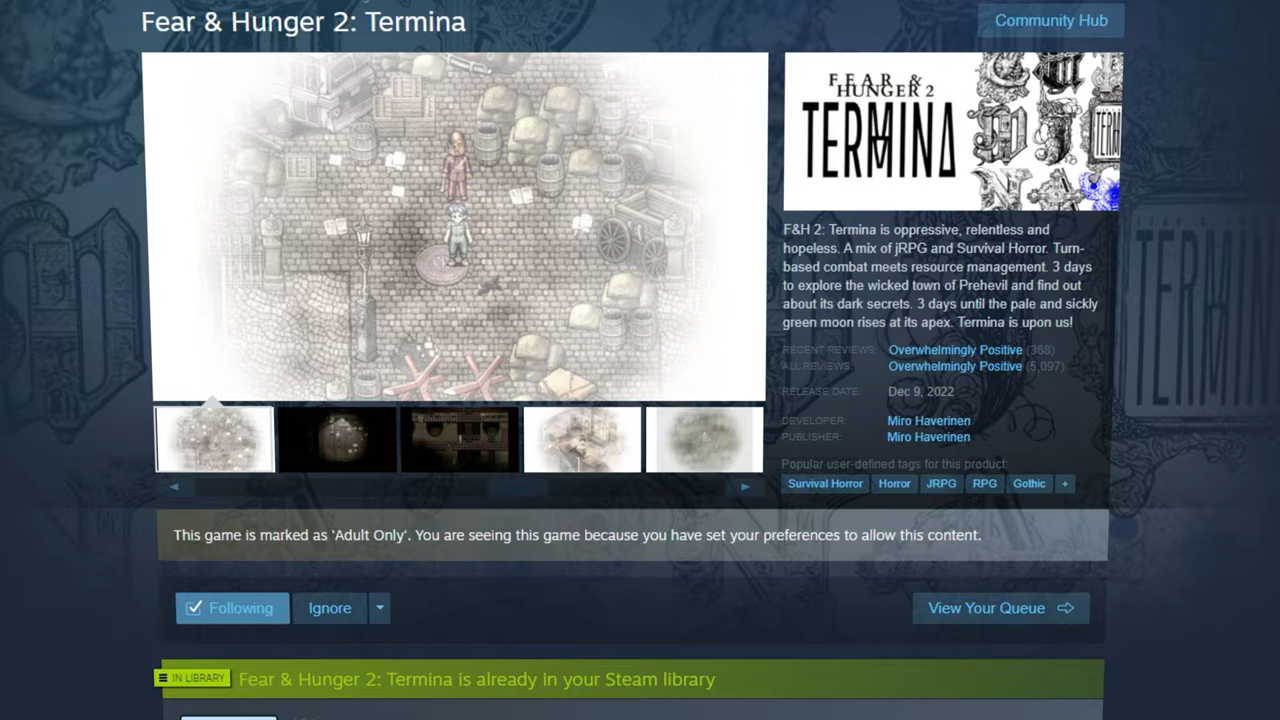 Fear & Hunger 2: Termina
Community Hub
FEAR &
HUNGER 2
TERMINA
F&H 2: Termina is oppressive, relentless and
hopeless. A mix of jRPG and Survival Horror. Turn-
based combat meets resource management. 3 days
to explore the wicked town of Prehevil and find out
about its dark secrets. 3 days until the pale and sickly
green moon rises at its apex. Termina is upon us!
RECENT REVIEWS: Overwhelmingly Positive (368)
ALL REVIEWS: Overwhelmingly Positive (5,097)
RELEASE DATE: Dec 9, 2022
DEVELOPER: Miro Haverinen
PUBLISHER: Miro Haverinen
Popular user-defined tags for this product:
Survival Horror Horror JRPG RPG Gothic +
This game is marked as 'Adult Only'. You are seeing this game because you have set your preferences to allow this content.
Following Ignore View Your Queue
IN LIBRARY Fear & Hunger 2: Termina is already in your Steam library